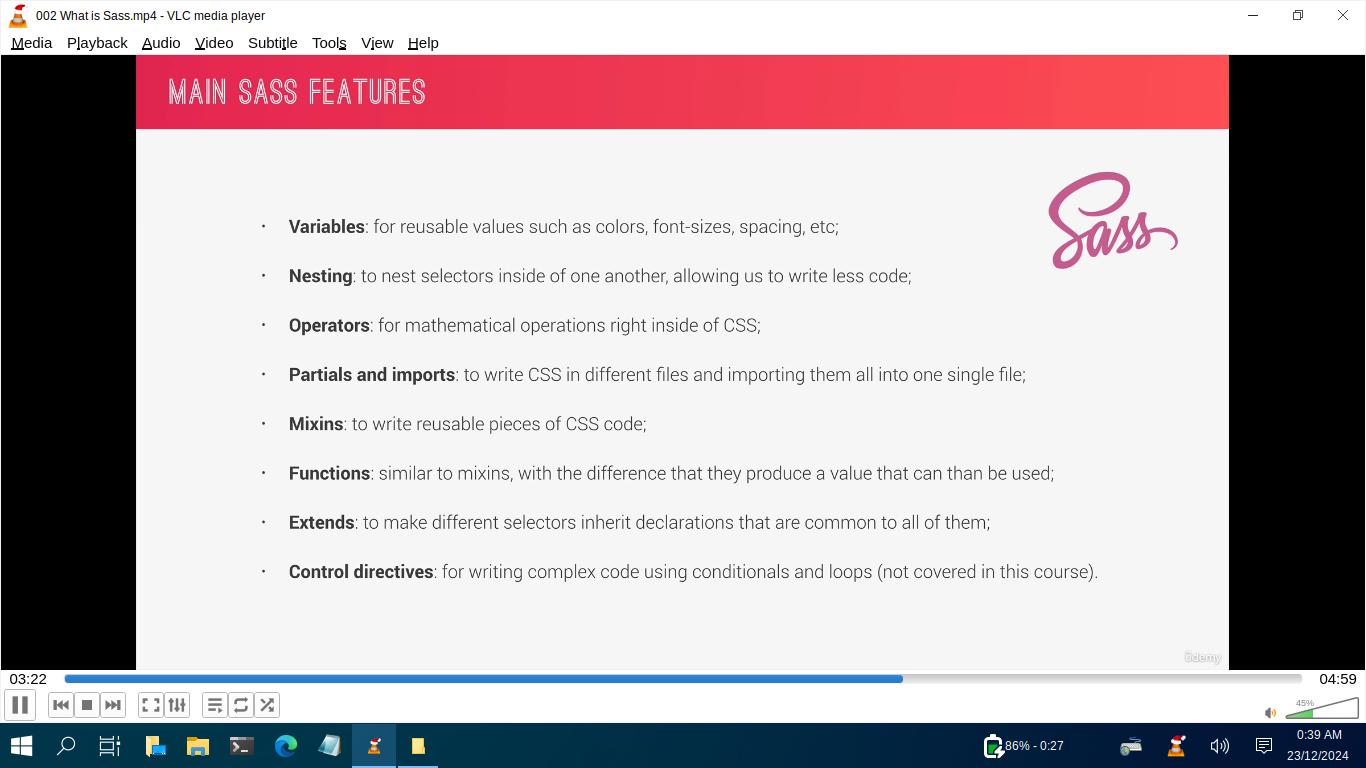 002 What is Sass.mp4 - VLC media player
Media Playback Audio Video Subtitle Tools View Help
MAIN SASS FEATURES
Sass
• Variables: for reusable values such as colors, font-sizes, spacing, etc;
• Nesting: to nest selectors inside of one another, allowing us to write less code;
• Operators: for mathematical operations right inside of CSS;
• Partials and imports: to write CSS in different files and importing them all into one single file;
• Mixins: to write reusable pieces of CSS code;
• Functions: similar to mixins, with the difference that they produce a value that can than be used;
• Extends: to make different selectors inherit declarations that are common to all of them;
• Control directives: for writing complex code using conditionals and loops (not covered in this course).
ûdemy
03:22 04:59
45%
86% - 0:27
0:39 AM
23/12/2024